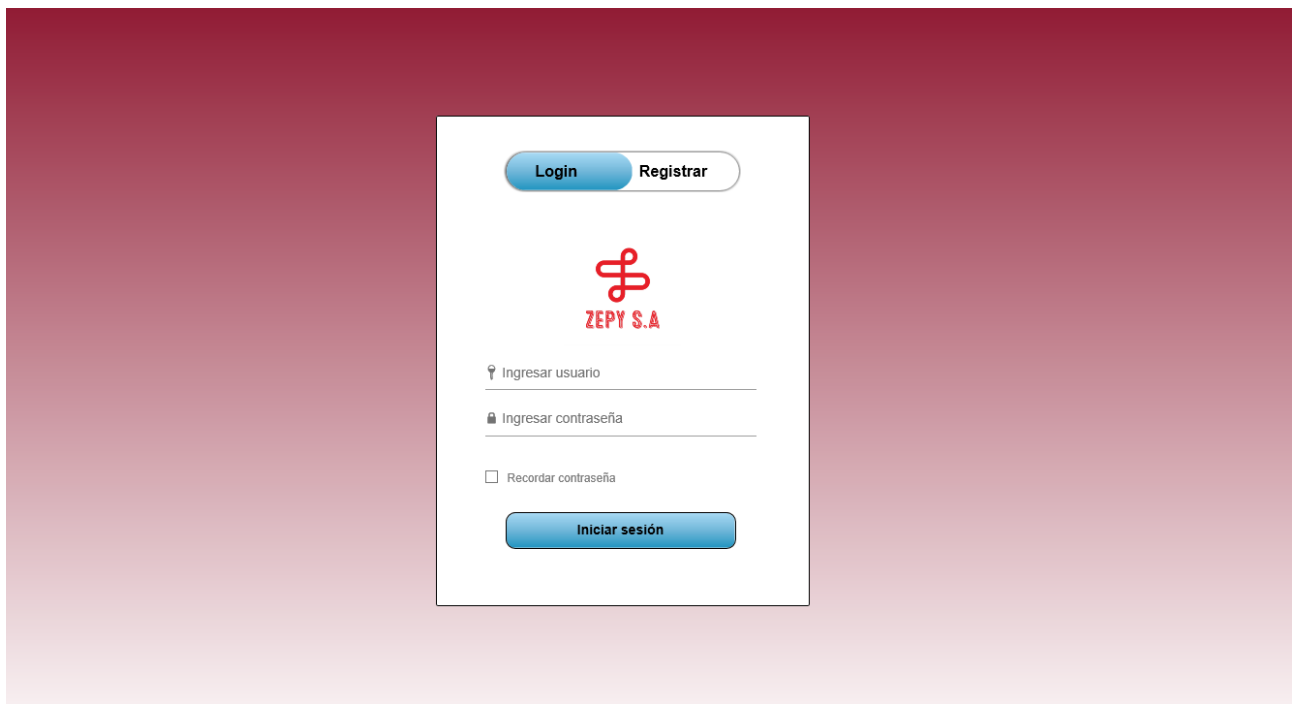 Login Registrar
ZEPY S.A
Ingresar usuario
Ingresar contraseña
Recordar contraseña
Iniciar sesión